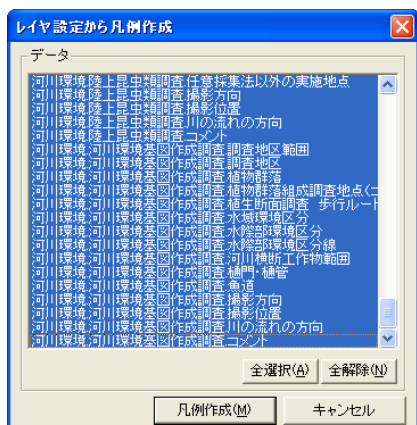 レイヤ設定から凡例作成
データ
河川環境陸上昆虫類調査任意採集法以外の実施地点
河川環境陸上昆虫類調査撮影方向
河川環境陸上昆虫類調査撮影位置
河川環境陸上昆虫類調査川の流れの方向
河川環境陸上昆虫類調査コメント
河川環境河川環境基図作成調査調査地区範囲
河川環境河川環境基図作成調査調査地区
河川環境河川環境基図作成調査植物群落
河川環境河川環境基図作成調査植物群落組成調査地点(コ
河川環境河川環境基図作成調査植生断面調査 歩行ルート
河川環境河川環境基図作成調査水域環境区分
河川環境河川環境基図作成調査水際部環境区分
河川環境河川環境基図作成調査水際部環境区分線
河川環境河川環境基図作成調査河川横断工作物範囲
河川環境河川環境基図作成調査樋門・樋管
河川環境河川環境基図作成調査魚道
河川環境河川環境基図作成調査撮影方向
河川環境河川環境基図作成調査撮影位置
河川環境河川環境基図作成調査川の流れの方向
河川環境河川環境基図作成調査コメント
全選択(A) 全解除(N)
凡例作成(M) キャンセル